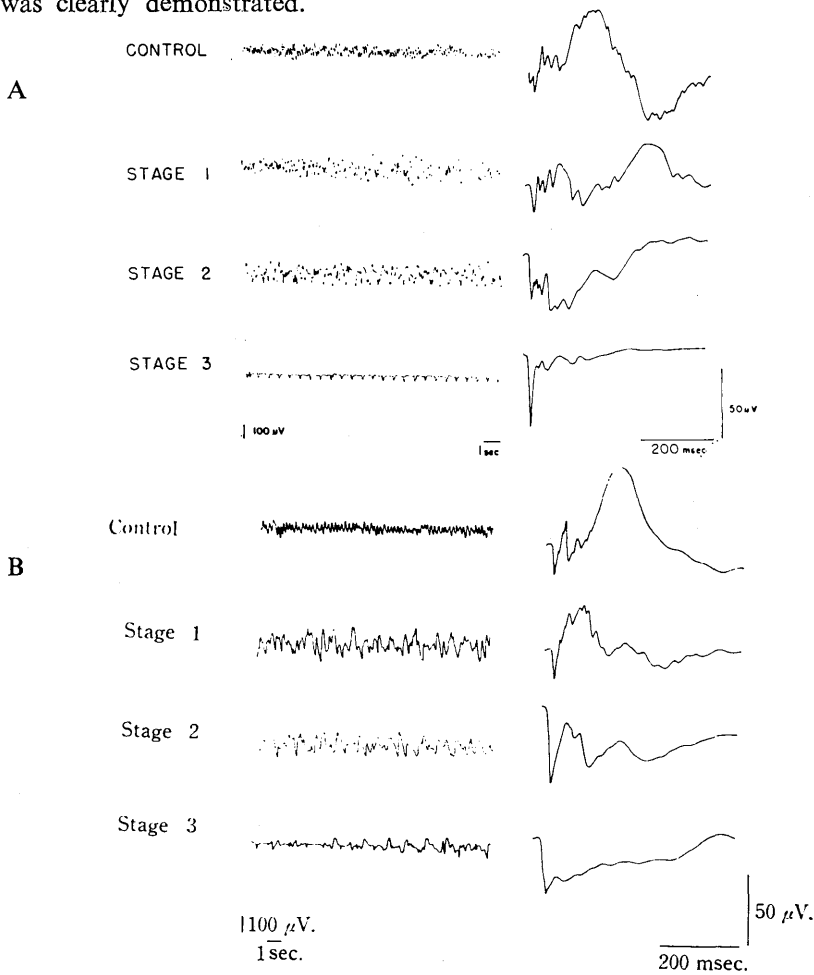 was clearly demonstrated.
CONTROL
A
STAGE 1
STAGE 2
STAGE 3
50 μV
100 μV
1 sec
200 msec.
Control
B
Stage 1
Stage 2
Stage 3
50 μV.
100 μV.
1 sec.
200 msec.